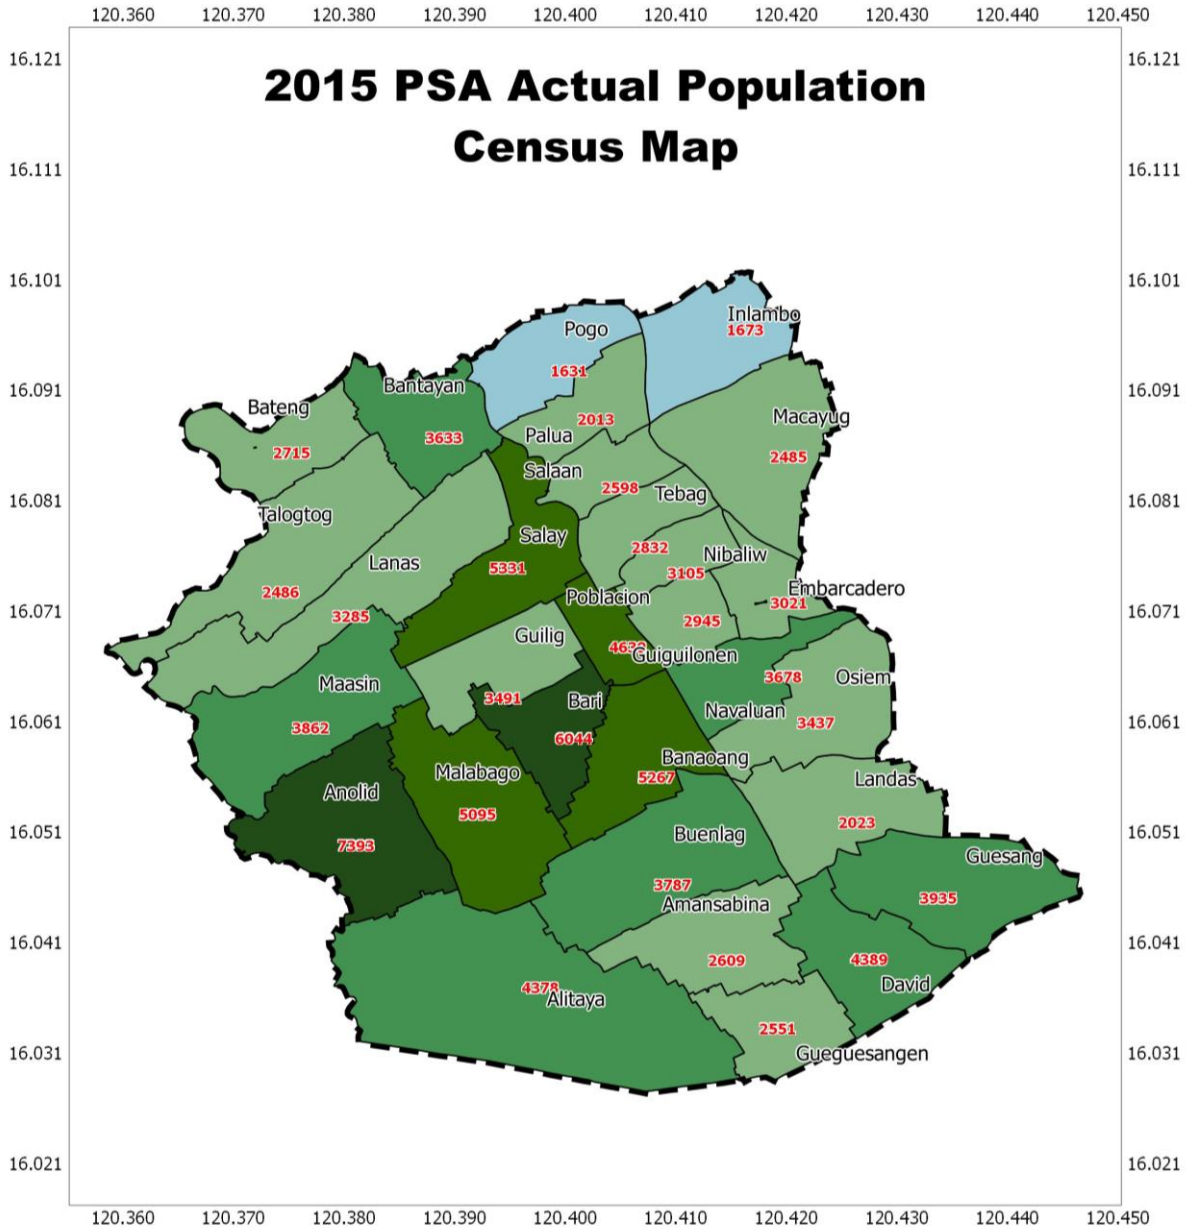 120.360 120.370 120.380 120.390 120.400 120.410 120.420 120.430 120.440 120.450
16.121 16.121
2015 PSA Actual Population
Census Map
16.111 16.111
16.101 16.101
Inlambo
1673
Pogo
1631
16.091 16.091
Bantayan
3633
Bateng
2715
Macayug
2485
2013
Palua
Salaan
2598
Tebag
16.081 16.081
Talogtog
2486
Salay
5331
Lanas
3285
2832
Nibaliw
3105
Embarcadero
3021
Poblacion
16.071 16.071
2945
Guilig
3491
Guiguilonen
3678
Osiem
Maasin
3862
Bari
6044
Navaluan
3437
16.061 16.061
Banaoang
5267
Malabago
5095
Landas
2023
Anolid
7393
16.051 16.051
Buenlag
3787
Guesang
3935
Amansabina
2609
16.041 16.041
4389
David
4378
Alitaya
2551
Gueguesangen
16.031 16.031
16.021 16.021
120.360 120.370 120.380 120.390 120.400 120.410 120.420 120.430 120.440 120.450